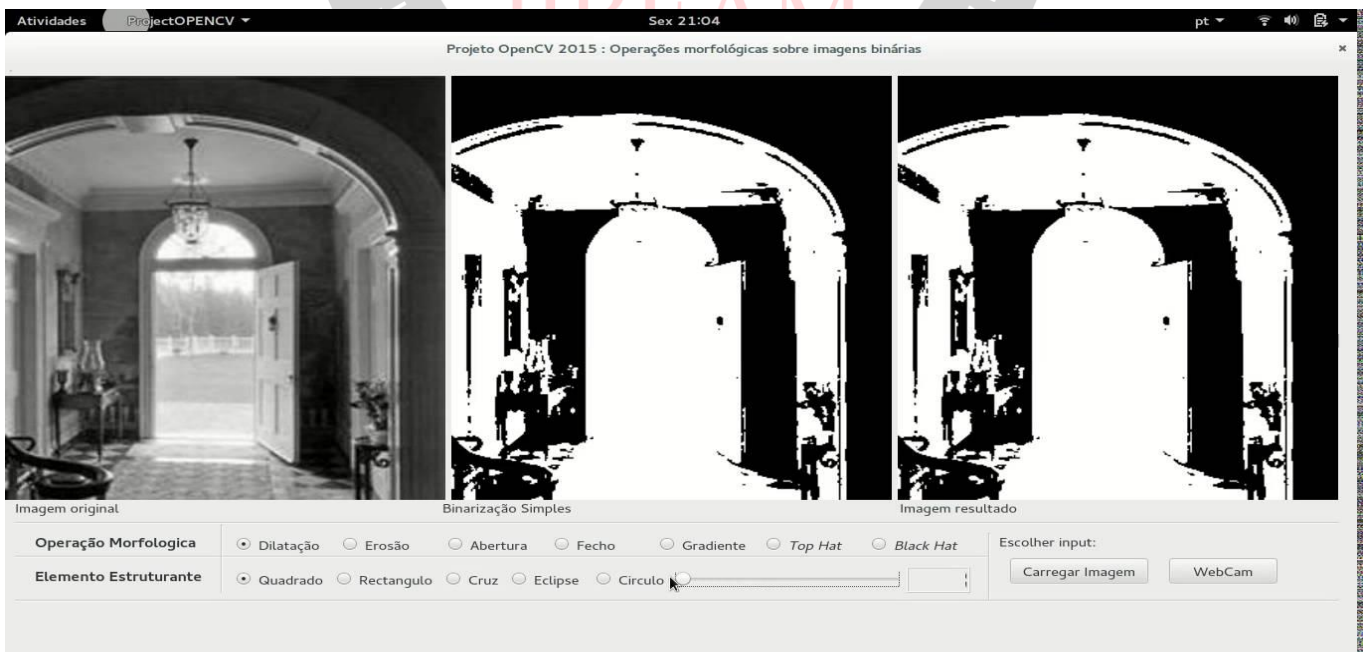 Atividades ProjectOPENCV Sex 21:04 pt
Projeto OpenCV 2015 : Operações morfológicas sobre imagens binárias
Imagem original Binarização Simples Imagem resultado
Operação Morfologica Dilatação Erosão Abertura Fecho Gradiente Top Hat Black Hat Escolher input:
Elemento Estruturante Quadrado Rectangulo Cruz Eclipse Circulo Carregar Imagem WebCam